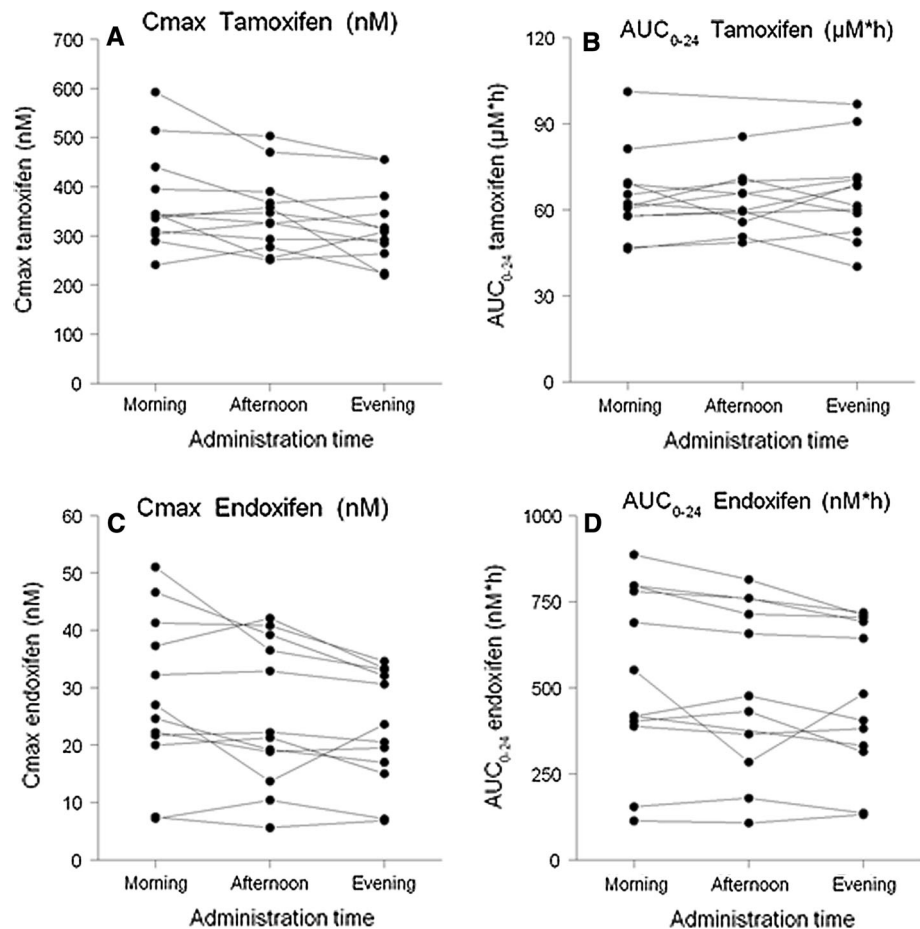 A
Cmax Tamoxifen (nM)
Cmax tamoxifen (nM)
700
600
500
400
300
200
100
0
Morning Afternoon Evening
Administration time
B
AUC0-24 Tamoxifen (µM*h)
AUC0-24 tamoxifen (µM*h)
120
90
60
30
0
Morning Afternoon Evening
Administration time
C
Cmax Endoxifen (nM)
Cmax endoxifen (nM)
60
50
40
30
20
10
0
Morning Afternoon Evening
Administration time
D
AUC0-24 Endoxifen (nM*h)
AUC0-24 endoxifen (nM*h)
1000
750
500
250
0
Morning Afternoon Evening
Administration time